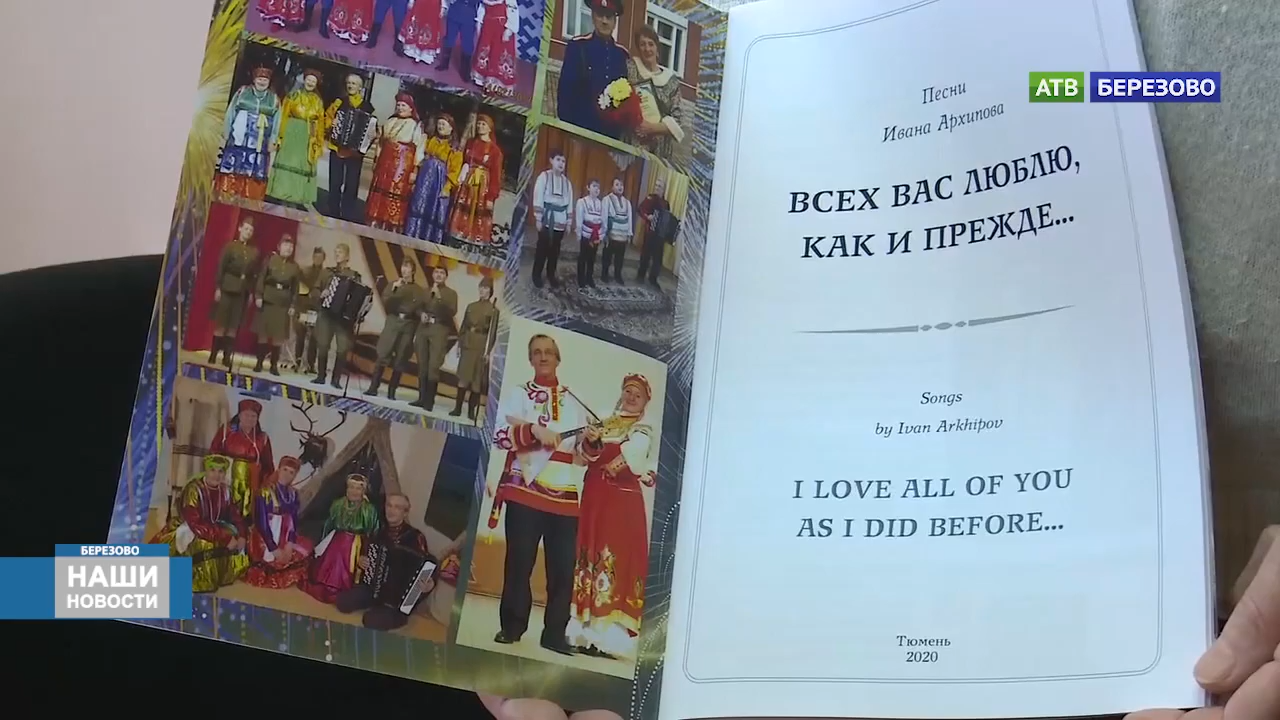 АТВ БЕРЕЗОВО
Песни
Ивана Архипова
ВСЕХ ВАС ЛЮБЛЮ,
КАК И ПРЕЖДЕ...
Songs
by Ivan Arkhipov
I LOVE ALL OF YOU
AS I DID BEFORE...
Тюмень
2020
БЕРЕЗОВО
НАШИ
НОВОСТИ